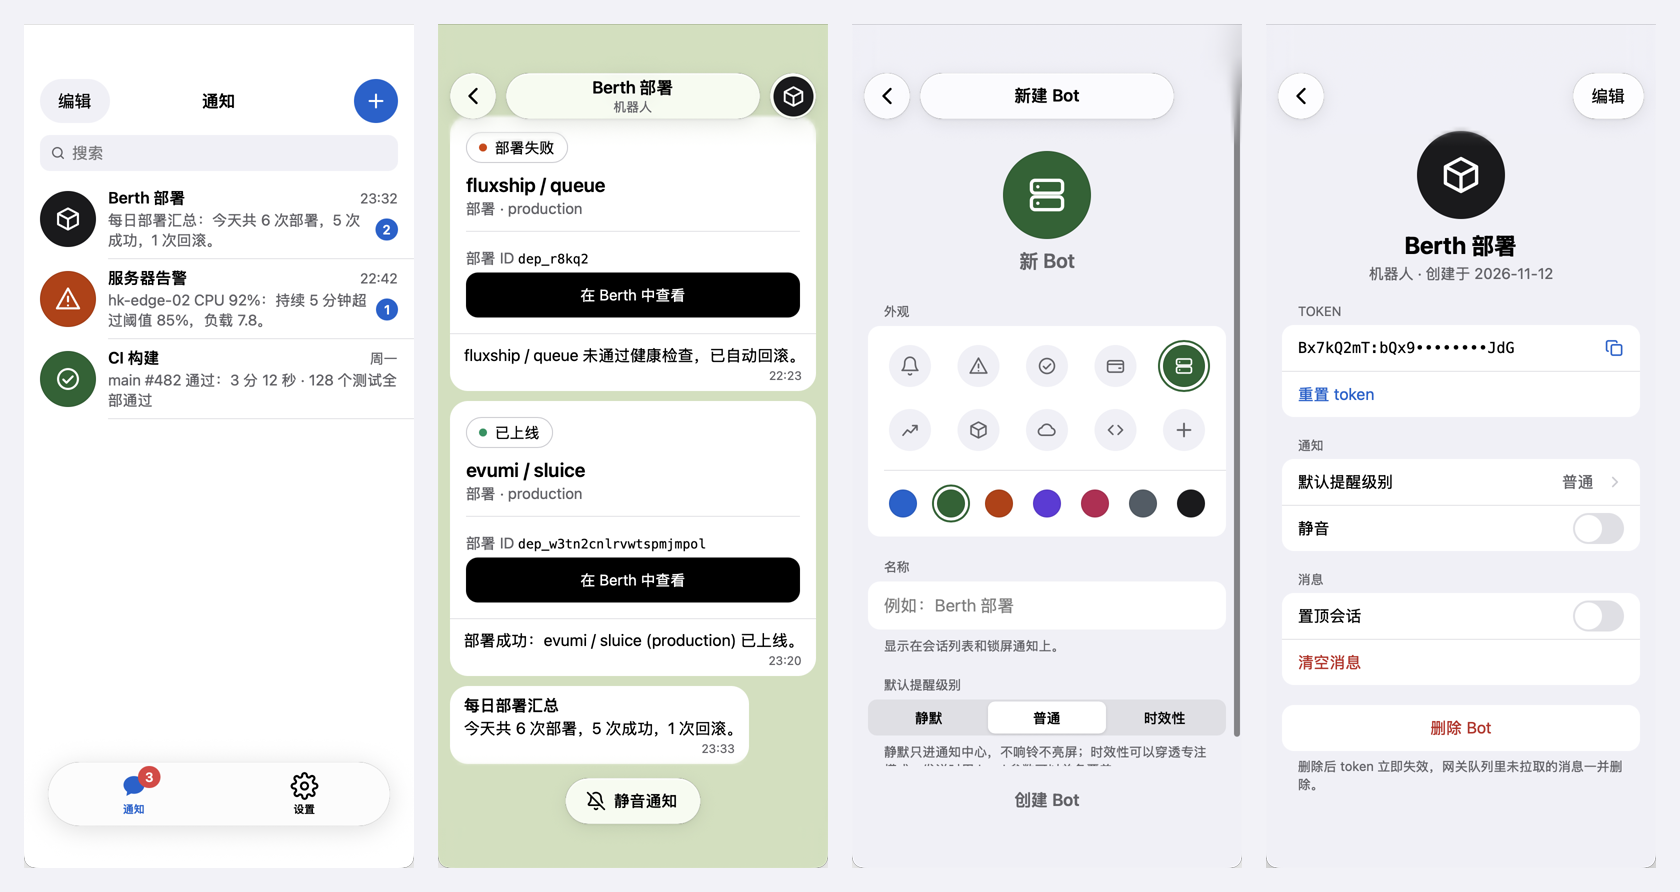 编辑
通知
搜索
Berth 部署
23:32
每日部署汇总：今天共 6 次部署，5 次
成功，1 次回滚。
2
服务器告警
22:42
hk-edge-02 CPU 92%：持续 5 分钟超
过阈值 85%，负载 7.8。
1
CI 构建
周一
main #482 通过：3 分 12 秒 · 128 个测试全
部通过
3
通知
设置
Berth 部署
机器人
部署失败
fluxship / queue
部署 · production
部署 ID dep_r8kq2
在 Berth 中查看
fluxship / queue 未通过健康检查，已自动回滚。
22:23
已上线
evumi / sluice
部署 · production
部署 ID dep_w3tn2cnlrvwtspmjmpol
在 Berth 中查看
部署成功：evumi / sluice (production) 已上线。
23:20
每日部署汇总
今天共 6 次部署，5 次成功，1 次回滚。
23:33
静音通知
新建 Bot
新 Bot
外观
名称
例如：Berth 部署
显示在会话列表和锁屏通知上。
默认提醒级别
静默
普通
时效性
静默只进通知中心，不响铃不亮屏；时效性可以穿透专注
创建 Bot
编辑
Berth 部署
机器人 · 创建于 2026-11-12
TOKEN
Bx7kQ2mT:bQx9••••••••JdG
重置 token
通知
默认提醒级别
普通
静音
消息
置顶会话
清空消息
删除 Bot
删除后 token 立即失效，网关队列里未拉取的消息一并删
除。